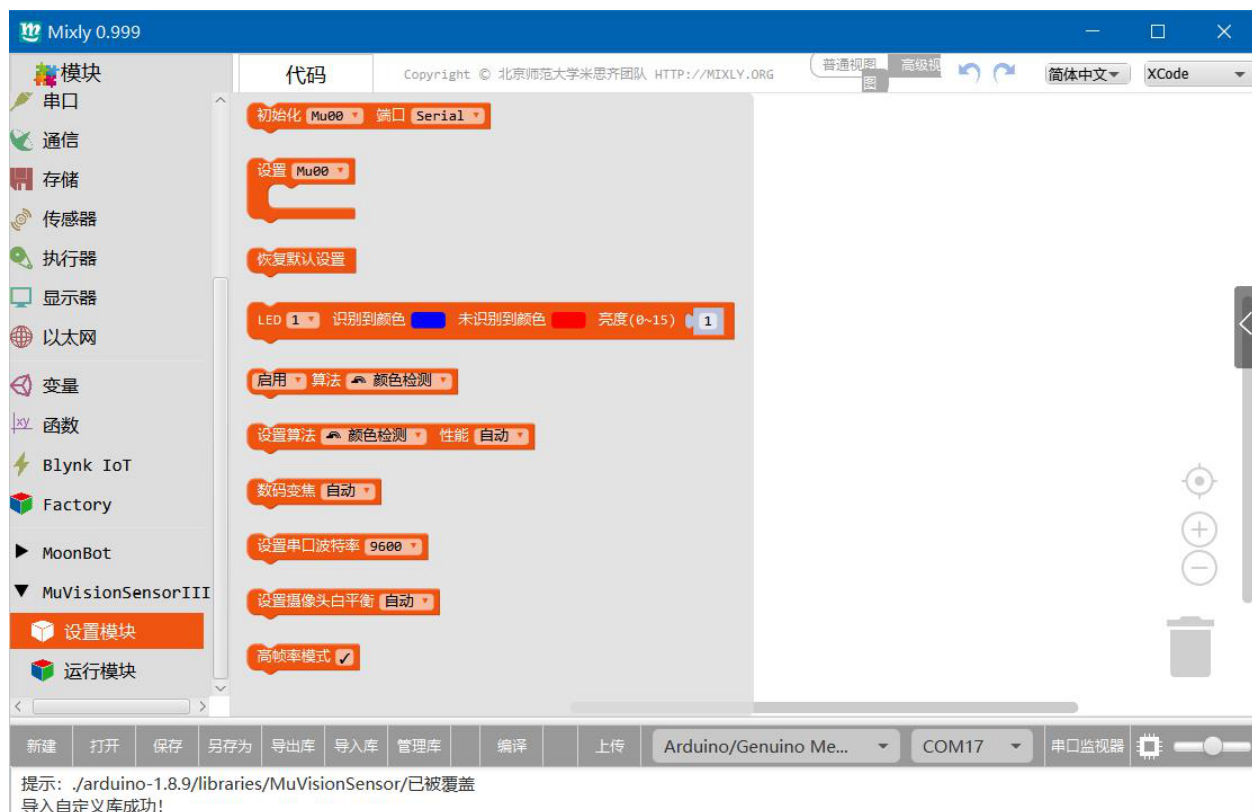 Mixly 0.999
模块
代码
Copyright © 北京师范大学米思齐团队 HTTP://MIXLY.ORG
普通视图
高级视图
简体中文
XCode
串口
通信
存储
传感器
执行器
显示器
以太网
变量
函数
Blynk IoT
Factory
MoonBot
MuVisionSensorIII
设置模块
运行模块
初始化 Mu00 端口 Serial
设置 Mu00
恢复默认设置
LED 1 识别到颜色 未识别到颜色 亮度(0~15) 1
启用 算法 颜色检测
设置算法 颜色检测 性能 自动
数码变焦 自动
设置串口波特率 9600
设置摄像头白平衡 自动
高帧率模式
新建 打开 保存 另存为 导出库 导入库 管理库 编译 上传 Arduino/Genuino Me... COM17 串口监视器
提示: ./arduino-1.8.9/libraries/MuVisionSensor/已被覆盖
导入自定义库成功!